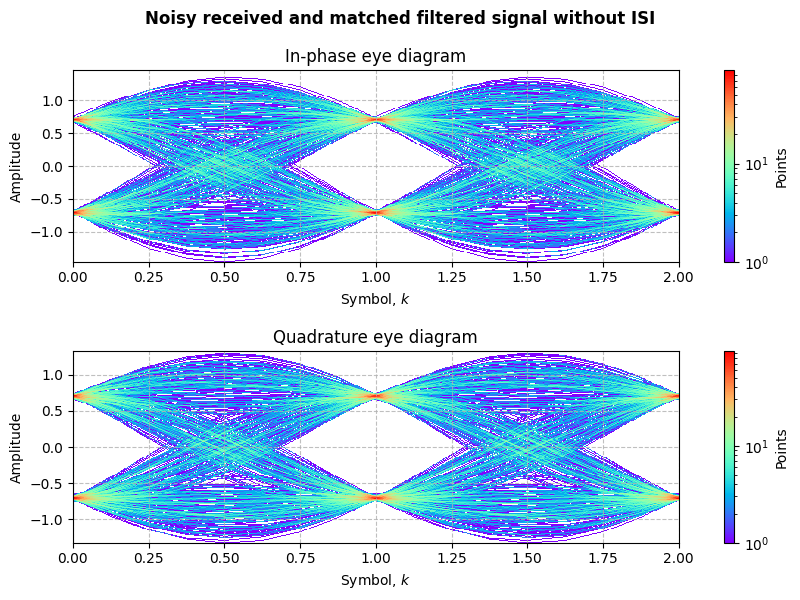 Noisy received and matched filtered signal without ISI
In-phase eye diagram
1.0
0.5
0.0
−0.5
−1.0
Amplitude
0.00 0.25 0.50 0.75 1.00 1.25 1.50 1.75 2.00
Symbol, k
10¹
10⁰
Points
Quadrature eye diagram
1.0
0.5
0.0
−0.5
−1.0
Amplitude
0.00 0.25 0.50 0.75 1.00 1.25 1.50 1.75 2.00
Symbol, k
10¹
10⁰
Points